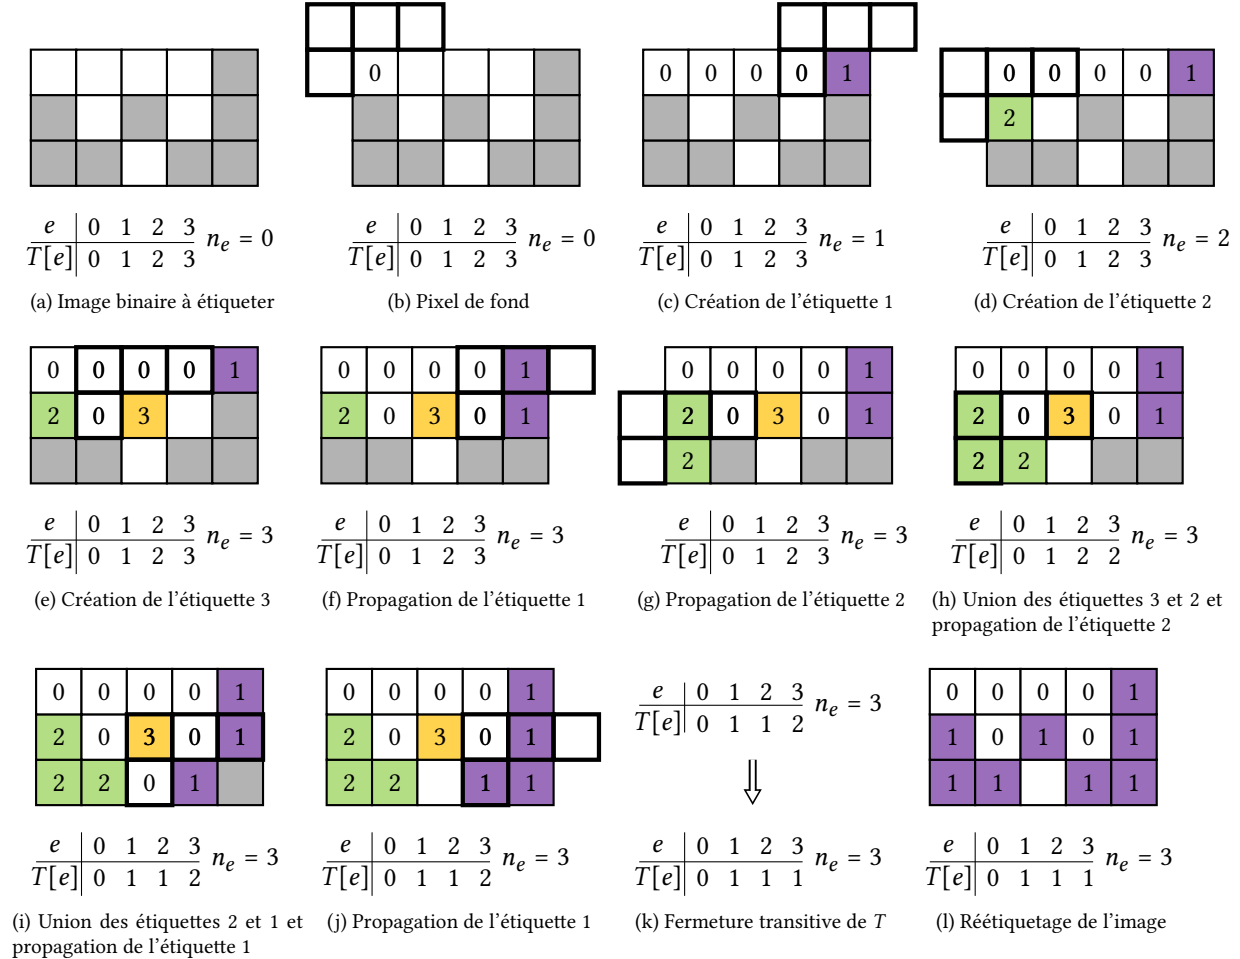 0
0 0 0 0 1
0 0 0 0 1
2
e 0 1 2 3
T[e] 0 1 2 3
nₑ = 0
e 0 1 2 3
T[e] 0 1 2 3
nₑ = 0
e 0 1 2 3
T[e] 0 1 2 3
nₑ = 1
e 0 1 2 3
T[e] 0 1 2 3
nₑ = 2
(a) Image binaire à étiqueter
(b) Pixel de fond
(c) Création de l'étiquette 1
(d) Création de l'étiquette 2
0 0 0 0 1
2 0 3
0 0 0 0 1
2 0 3 0 1
0 0 0 0 1
2 0 3 0 1
2
0 0 0 0 1
2 0 3 0 1
2 2
e 0 1 2 3
T[e] 0 1 2 3
nₑ = 3
e 0 1 2 3
T[e] 0 1 2 3
nₑ = 3
e 0 1 2 3
T[e] 0 1 2 3
nₑ = 3
e 0 1 2 3
T[e] 0 1 2 2
nₑ = 3
(e) Création de l'étiquette 3
(f) Propagation de l'étiquette 1
(g) Propagation de l'étiquette 2
(h) Union des étiquettes 3 et 2 et
propagation de l'étiquette 2
0 0 0 0 1
2 0 3 0 1
2 2 0 1
0 0 0 0 1
2 0 3 0 1
2 2 1 1
e 0 1 2 3
T[e] 0 1 1 2
nₑ = 3
⇓
0 0 0 0 1
1 0 1 0 1
1 1 1 1
e 0 1 2 3
T[e] 0 1 1 2
nₑ = 3
e 0 1 2 3
T[e] 0 1 1 2
nₑ = 3
e 0 1 2 3
T[e] 0 1 1 1
nₑ = 3
e 0 1 2 3
T[e] 0 1 1 1
nₑ = 3
(i) Union des étiquettes 2 et 1 et
propagation de l'étiquette 1
(j) Propagation de l'étiquette 1
(k) Fermeture transitive de T
(l) Réétiquetage de l'image